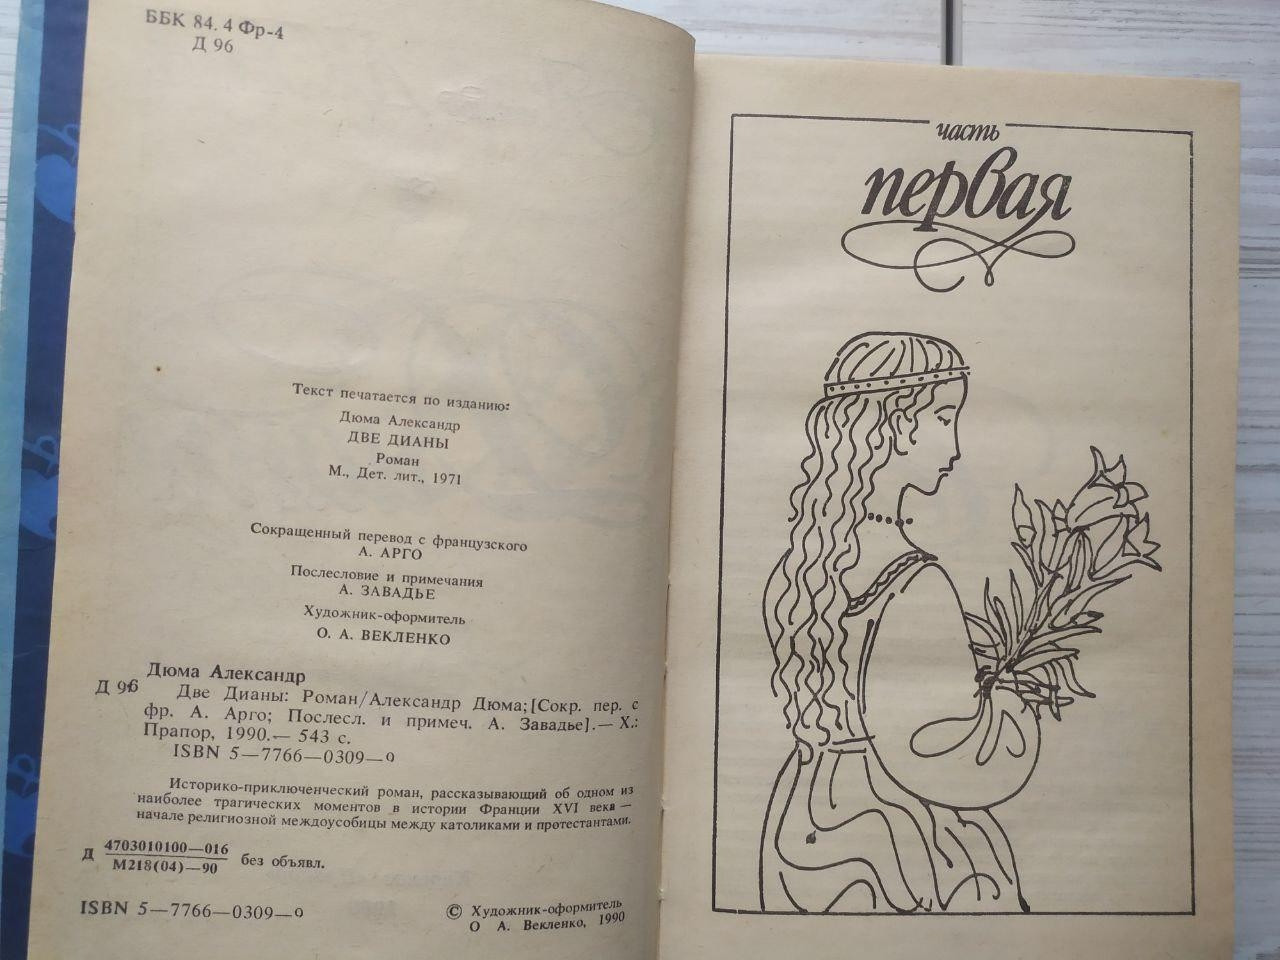 ББК 84.4 Фр-4
Д 96
Текст печатается по изданию:
Дюма Александр
ДВЕ ДИАНЫ
Роман
М., Дет. лит., 1971
Сокращенный перевод с французского
А. АРГО
Послесловие и примечания
А. ЗАВАДЬЕ
Художник-оформитель
О. А. ВЕКЛЕНКО
Дюма Александр
Д 96 Две Дианы: Роман/Александр Дюма;[Сокр. пер. с
фр. А. Арго; Послесл. и примеч. А. Завадье].— Х.:
Прапор, 1990.— 543 с.
ISBN 5—7766—0309—0
Историко-приключенческий роман, рассказывающий об одном из
наиболее трагических моментов в истории Франции XVI века —
начале религиозной междоусобицы между католиками и протестантами.
4703010100—016
Д без объявл.
М218(04)—90
ISBN 5—7766—0309—0
© Художник-оформитель
О А. Векленко, 1990
часть
первая